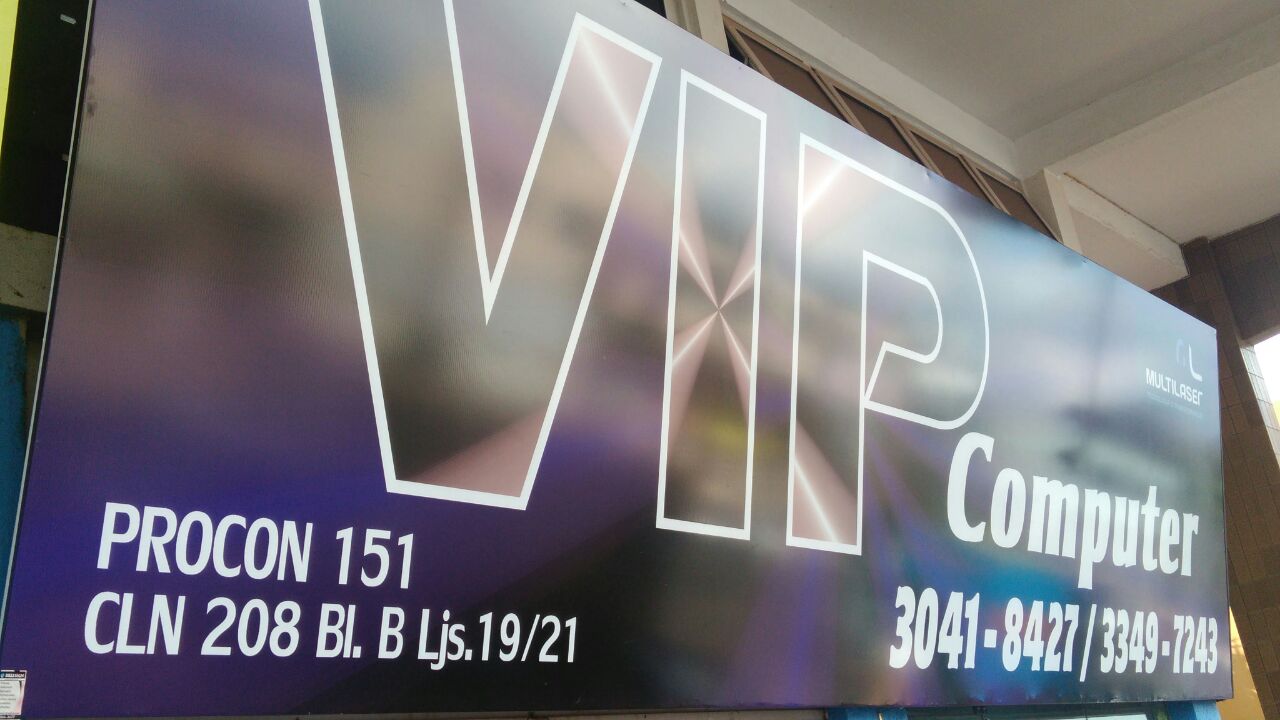 VIP
MULTILASER
Computer
PROCON 151
CLN 208 Bl. B Ljs.19/21
3041-8427/3349-7243